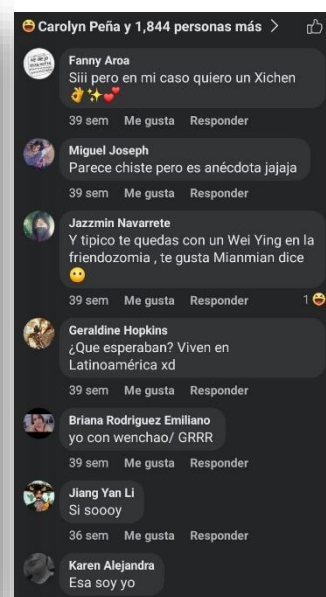 Carolyn Peña y 1,844 personas más
Fanny Aroa
Siii pero en mi caso quiero un Xichen
39 sem Me gusta Responder
Miguel Joseph
Parece chiste pero es anécdota jajaja
39 sem Me gusta Responder
Jazzmin Navarrete
Y tipico te quedas con un Wei Ying en la
friendozomia , te gusta Mianmian dice
39 sem Me gusta Responder 1
Geraldine Hopkins
¿Que esperaban? Viven en
Latinoamérica xd
39 sem Me gusta Responder
Briana Rodriguez Emiliano
yo con wenchao/ GRRR
39 sem Me gusta Responder
Jiang Yan Li
Si soooy
36 sem Me gusta Responder
Karen Alejandra
Esa soy yo